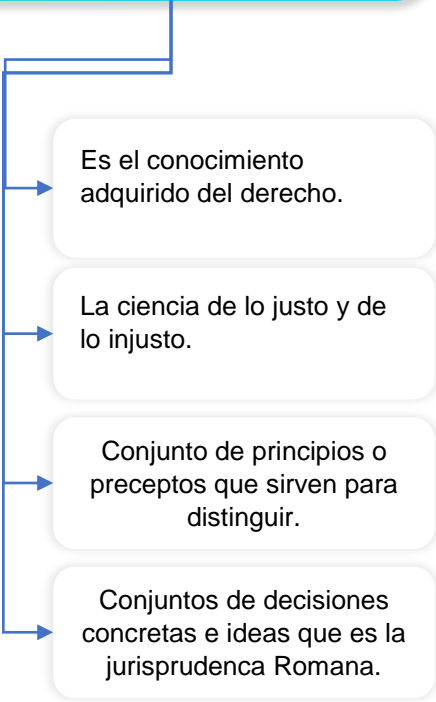 Es el conocimiento
adquirido del derecho.
La ciencia de lo justo y de
lo injusto.
Conjunto de principios o
preceptos que sirven para
distinguir.
Conjuntos de decisiones
concretas e ideas que es la
jurisprudenca Romana.